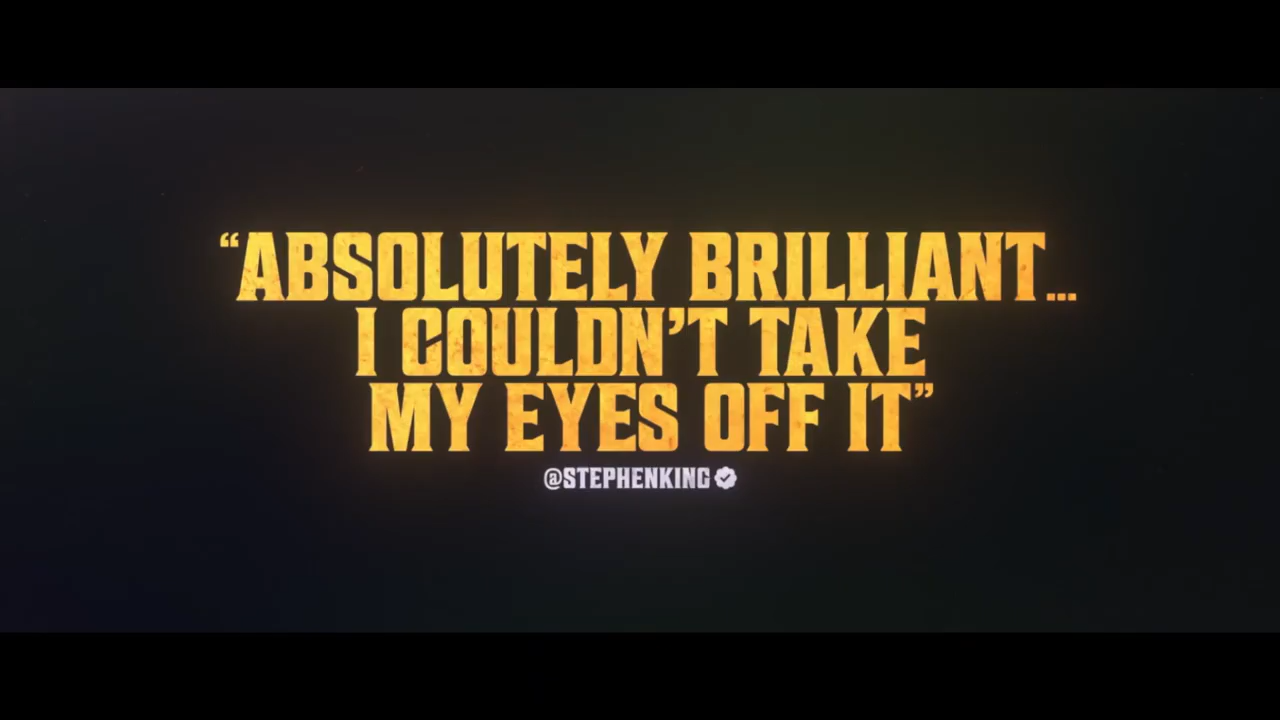 “ABSOLUTELY BRILLIANT...
I COULDN’T TAKE
MY EYES OFF IT”
@STEPHENKING